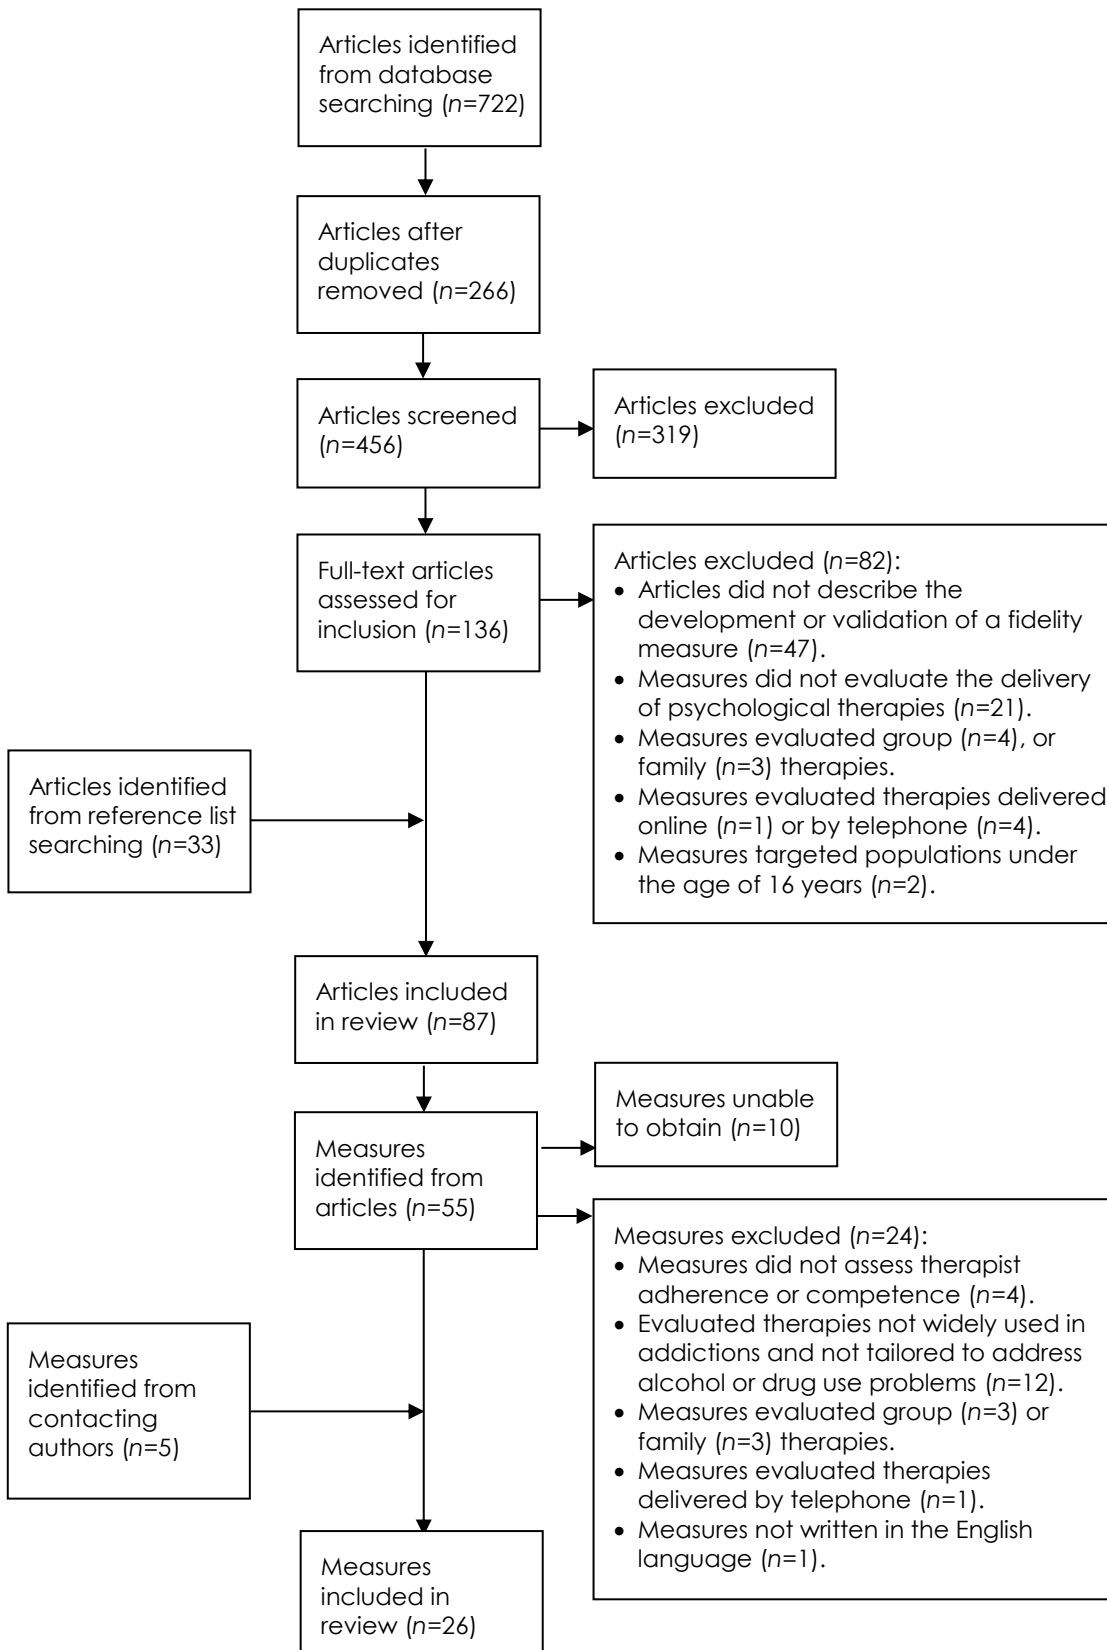 Articles identified
from database
searching (n=722)
Articles after
duplicates
removed (n=266)
Articles screened
(n=456)
Articles excluded
(n=319)
Full-text articles
assessed for
inclusion (n=136)
Articles excluded (n=82):
• Articles did not describe the
development or validation of a fidelity
measure (n=47).
• Measures did not evaluate the delivery
of psychological therapies (n=21).
• Measures evaluated group (n=4), or
family (n=3) therapies.
• Measures evaluated therapies delivered
online (n=1) or by telephone (n=4).
• Measures targeted populations under
the age of 16 years (n=2).
Articles identified
from reference list
searching (n=33)
Articles included
in review (n=87)
Measures unable
to obtain (n=10)
Measures
identified from
articles (n=55)
Measures excluded (n=24):
• Measures did not assess therapist
adherence or competence (n=4).
• Evaluated therapies not widely used in
addictions and not tailored to address
alcohol or drug use problems (n=12).
• Measures evaluated group (n=3) or
family (n=3) therapies.
• Measures evaluated therapies
delivered by telephone (n=1).
• Measures not written in the English
language (n=1).
Measures
identified from
contacting
authors (n=5)
Measures
included in
review (n=26)